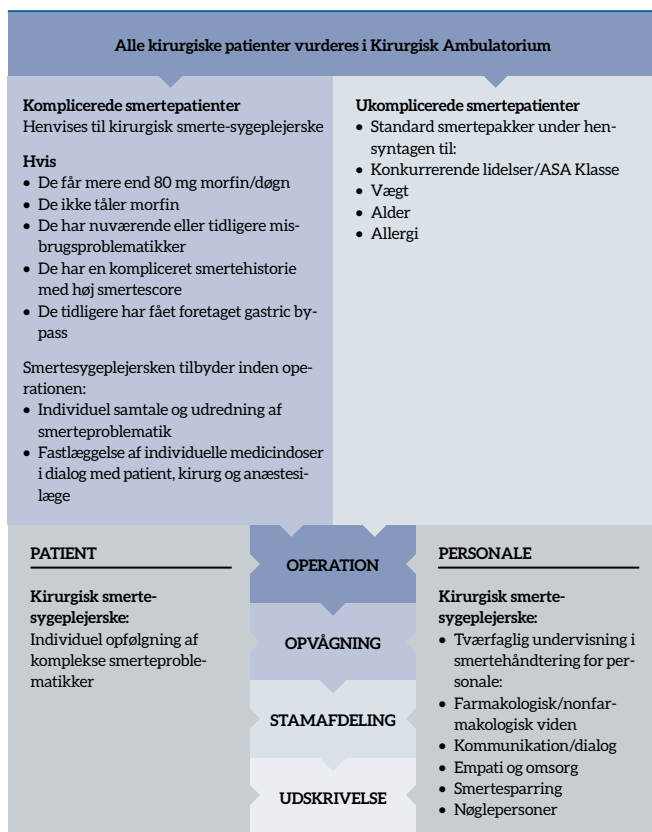 Alle kirurgiske patienter vurderes i Kirurgisk Ambulatorium
Komplicerede smertepatienter
Henvises til kirurgisk smerte-sygeplejerske
Hvis
• De får mere end 80 mg morfin/døgn
• De ikke tåler morfin
• De har nuværende eller tidligere mis-
brugsproblematikker
• De har en kompliceret smertehistorie
med høj smertescore
• De tidligere har fået foretaget gastric by-
pass
Smertesygeplejersken tilbyder inden ope-
rationen:
• Individuel samtale og udredning af
smerteproblematik
• Fastlæggelse af individuelle medicindoser
i dialog med patient, kirurg og anæstesi-
læge
Ukomplicerede smertepatienter
• Standard smertepakker under hen-
syntagen til:
• Konkurrerende lidelser/ASA Klasse
• Vægt
• Alder
• Allergi
PATIENT
Kirurgisk smerte-
sygeplejerske:
Individuel opfølgning af
komplekse smerteproble-
matikker
OPERATION
OPVÅGNING
STAMAFDELING
UDSKRIVELSE
PERSONALE
Kirurgisk smerte-
sygeplejerske:
• Tværfaglig undervisning i
smertehåndtering for per-
sonale:
• Farmakologisk/nonfar-
makologisk viden
• Kommunikation/dialog
• Empati og omsorg
• Smertesparring
• Nøglepersoner